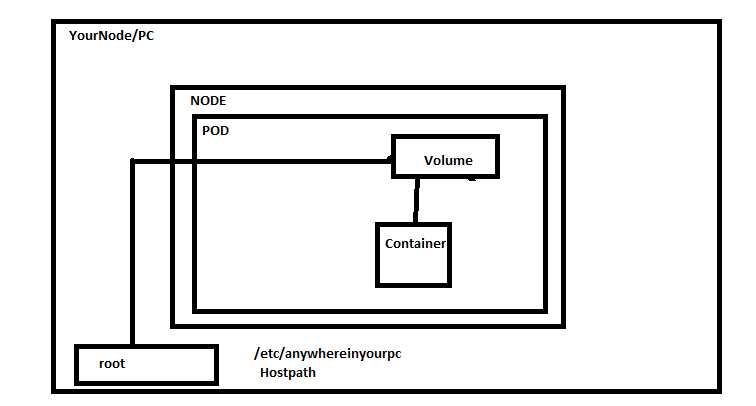 YourNode/PC
NODE
POD
Volume
Container
root
/etc/anywhereinyourpc
Hostpath